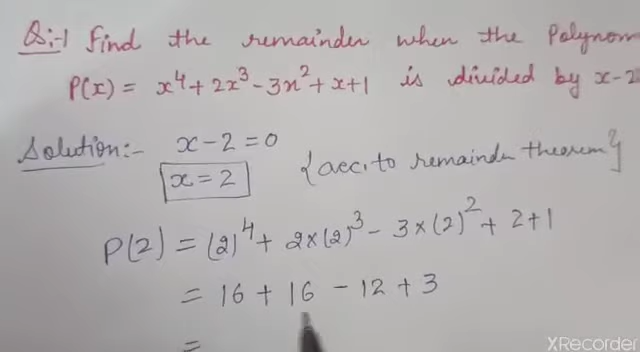 Q:-1 Find the remainder when the Polynom
P(x) = x⁴ + 2x³ - 3x² + x + 1 is divided by x - 2
Solution:- x - 2 = 0
x = 2 {acc. to remainder theorem}
P(2) = (2)⁴ + 2×(2)³ - 3×(2)² + 2 + 1
= 16 + 16 - 12 + 3
=
XRecorder